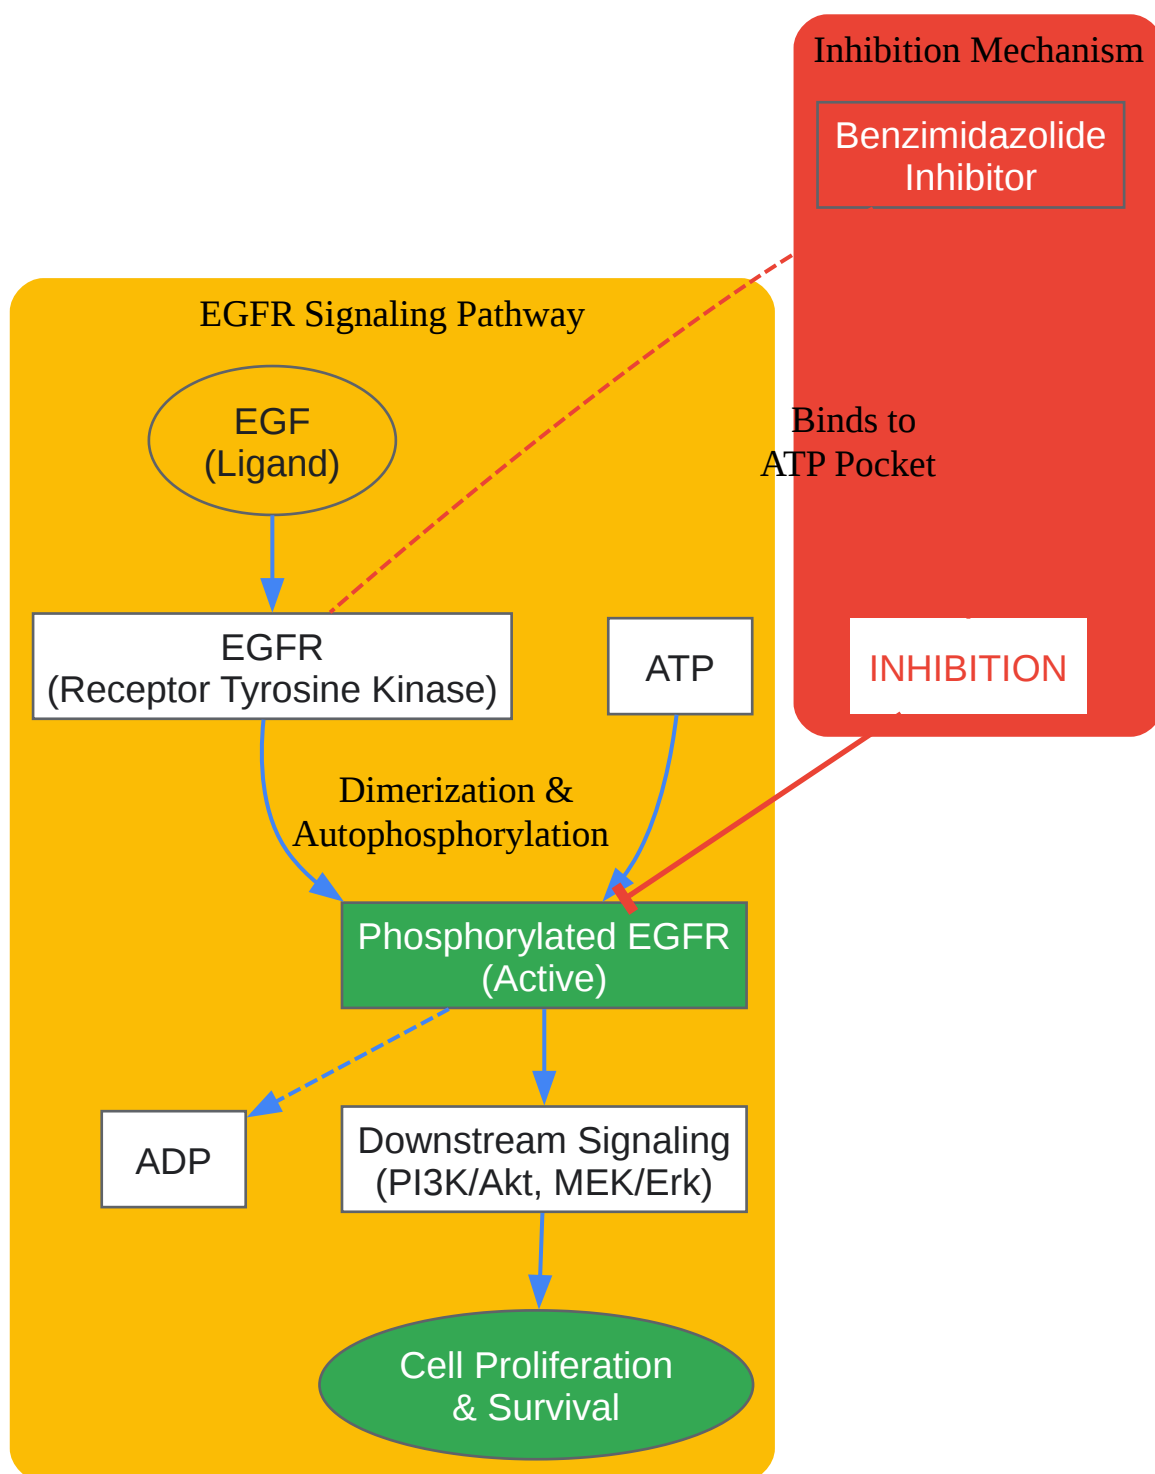 Inhibition Mechanism
Benzimidazolide
Inhibitor
EGFR Signaling Pathway
EGF
(Ligand)
Binds to
ATP Pocket
EGFR
(Receptor Tyrosine Kinase)
ATP
INHIBITION
Dimerization &
Autophosphorylation
Phosphorylated EGFR
(Active)
ADP
Downstream Signaling
(PI3K/Akt, MEK/Erk)
Cell Proliferation
& Survival